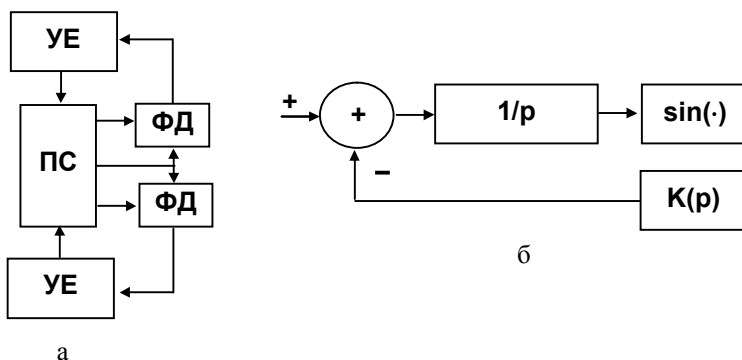 УЕ
ФД
ПС
ФД
УЕ
а
+
+
1/p
sin(·)
−
K(p)
б